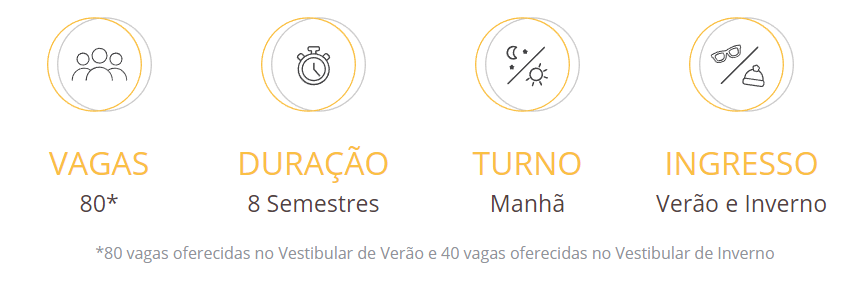 VAGAS DURAÇÃO TURNO INGRESSO
80* 8 Semestres Manhã Verão e Inverno
*80 vagas oferecidas no Vestibular de Verão e 40 vagas oferecidas no Vestibular de Inverno